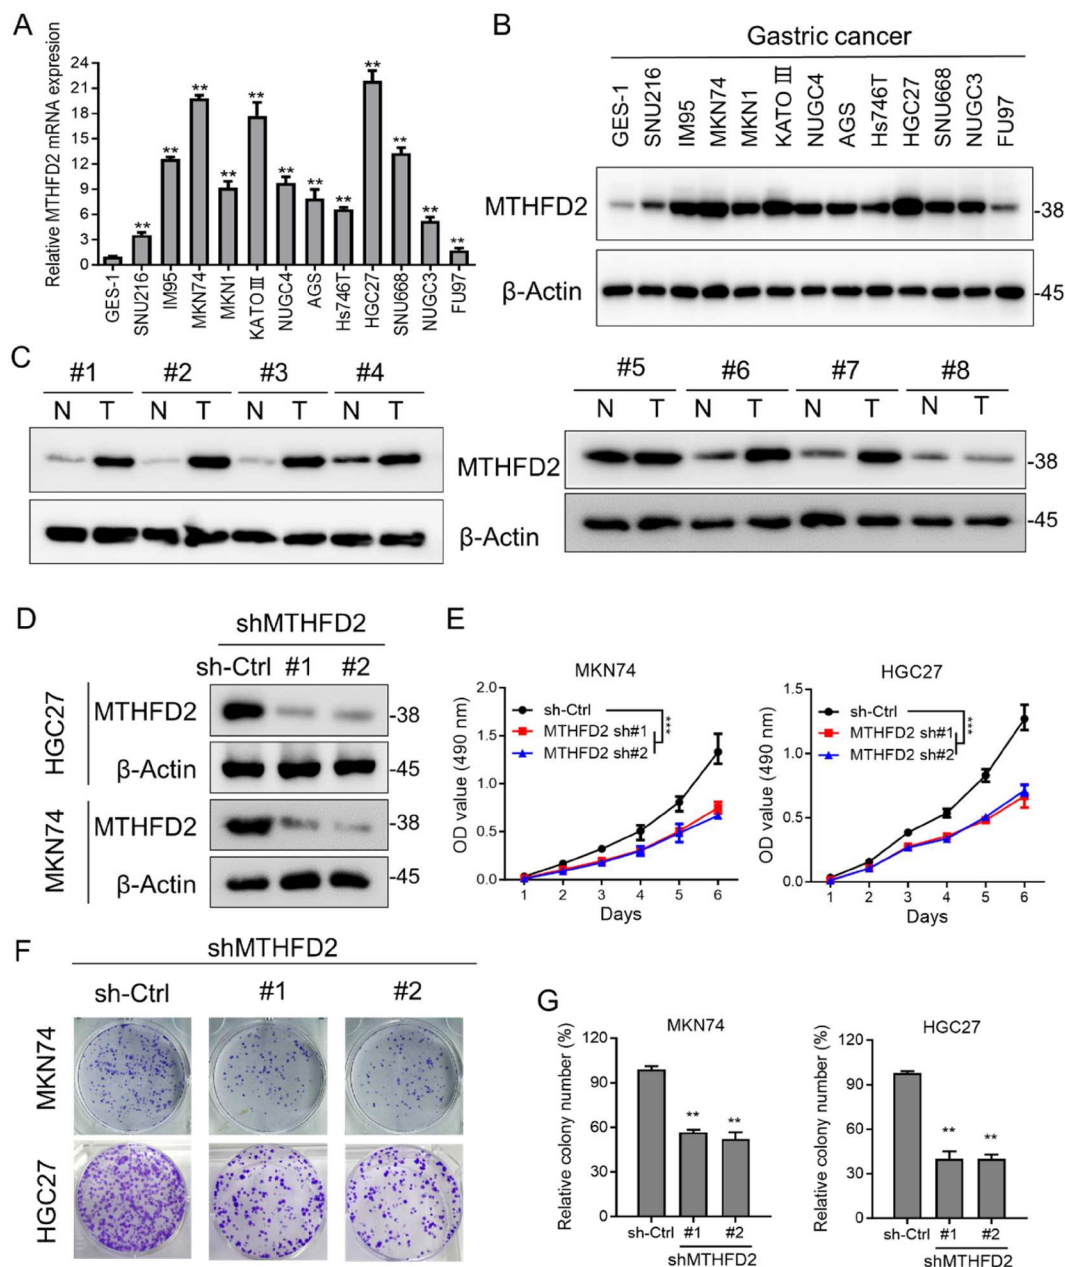 A
Relative MTHFD2 mRNA expresion
24
21
18
15
12
9
6
3
0
**
**
**
**
**
**
**
**
**
**
**
**
GES-1
SNU216
IM95
MKN74
MKN1
KATO Ⅲ
NUGC4
AGS
Hs746T
HGC27
SNU668
NUGC3
FU97
B
Gastric cancer
GES-1
SNU216
IM95
MKN74
MKN1
KATO Ⅲ
NUGC4
AGS
Hs746T
HGC27
SNU668
NUGC3
FU97
MTHFD2
-38
β-Actin
-45
C
#1 #2 #3 #4
N T N T N T N T
#5 #6 #7 #8
N T N T N T N T
MTHFD2
-38
β-Actin
-45
D
shMTHFD2
sh-Ctrl #1 #2
HGC27
MTHFD2 -38
β-Actin -45
MKN74
MTHFD2 -38
β-Actin -45
E
MKN74
OD value (490 nm)
2.0
1.5
1.0
0.5
0.0
sh-Ctrl
MTHFD2 sh#1
MTHFD2 sh#2
***
1 2 3 4 5 6
Days
HGC27
OD value (490 nm)
1.5
1.0
0.5
0.0
sh-Ctrl
MTHFD2 sh#1
MTHFD2 sh#2
***
1 2 3 4 5 6
Days
F
shMTHFD2
sh-Ctrl #1 #2
MKN74
HGC27
G
MKN74
Relative colony number (%)
120
90
60
30
0
** **
sh-Ctrl #1 #2
shMTHFD2
HGC27
Relative colony number (%)
120
90
60
30
0
** **
sh-Ctrl #1 #2
shMTHFD2